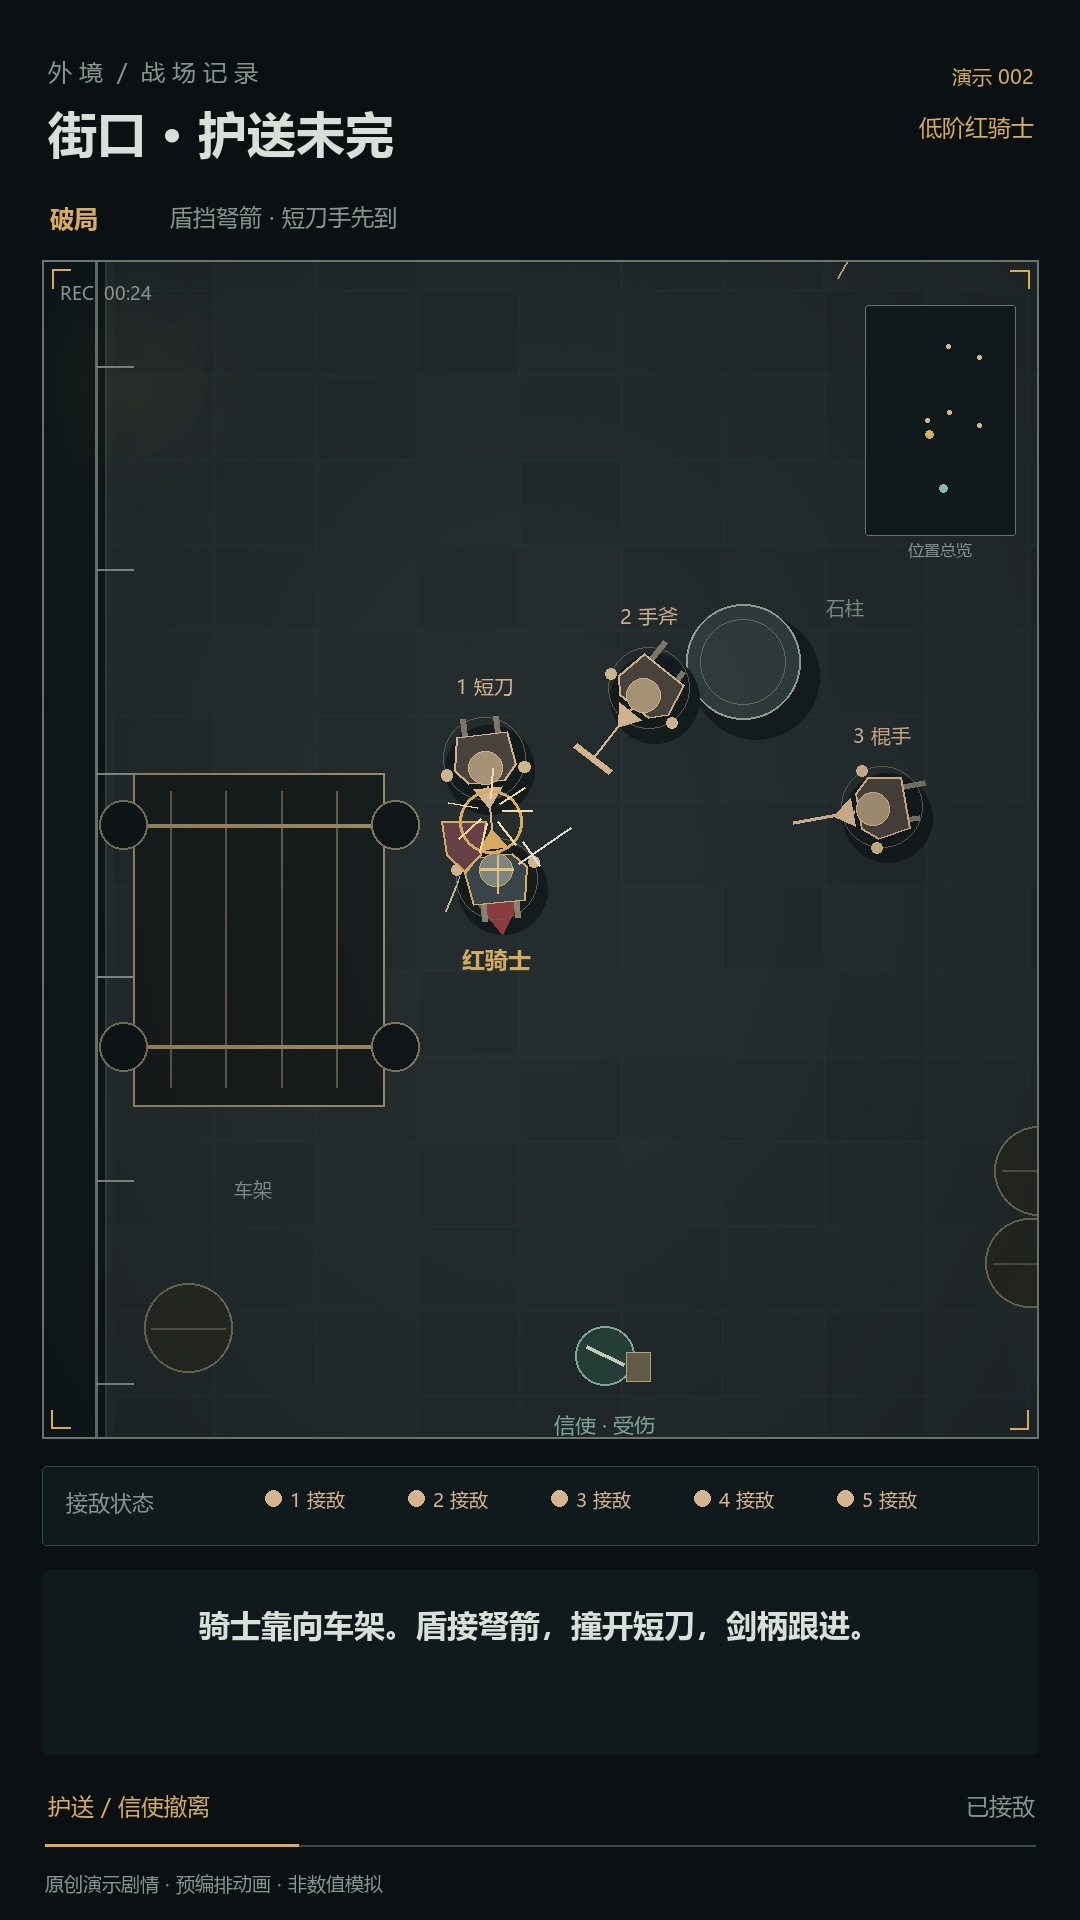 外境 / 战场记录
演示 002
街口·护送未完
低阶红骑士
破局 盾挡弩箭·短刀手先到
REC 00:24
位置总览
石柱
2 手斧
1 短刀
3 棍手
红骑士
车架
信使·受伤
接敌状态 1 接敌 2 接敌 3 接敌 4 接敌 5 接敌
骑士靠向车架。盾接弩箭，撞开短刀，剑柄跟进。
护送 / 信使撤离 已接敌
原创演示剧情·预编排动画·非数值模拟